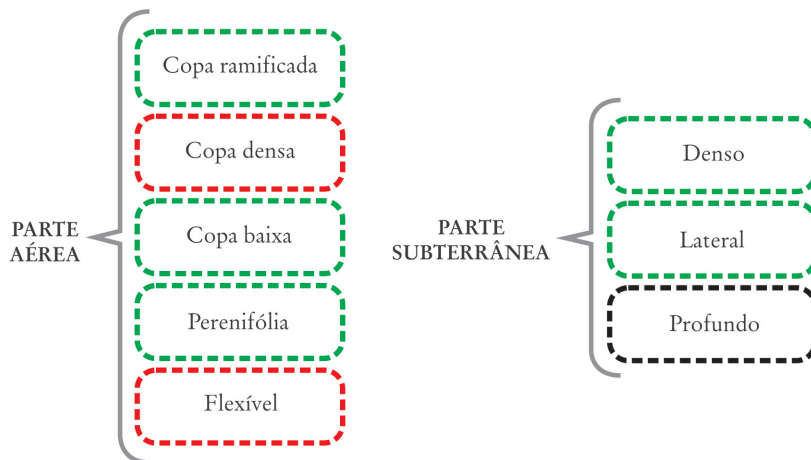 PARTE
AÉREA
Copa ramificada
Copa densa
Copa baixa
Perenifólia
Flexível
PARTE
SUBTERRÂNEA
Denso
Lateral
Profundo